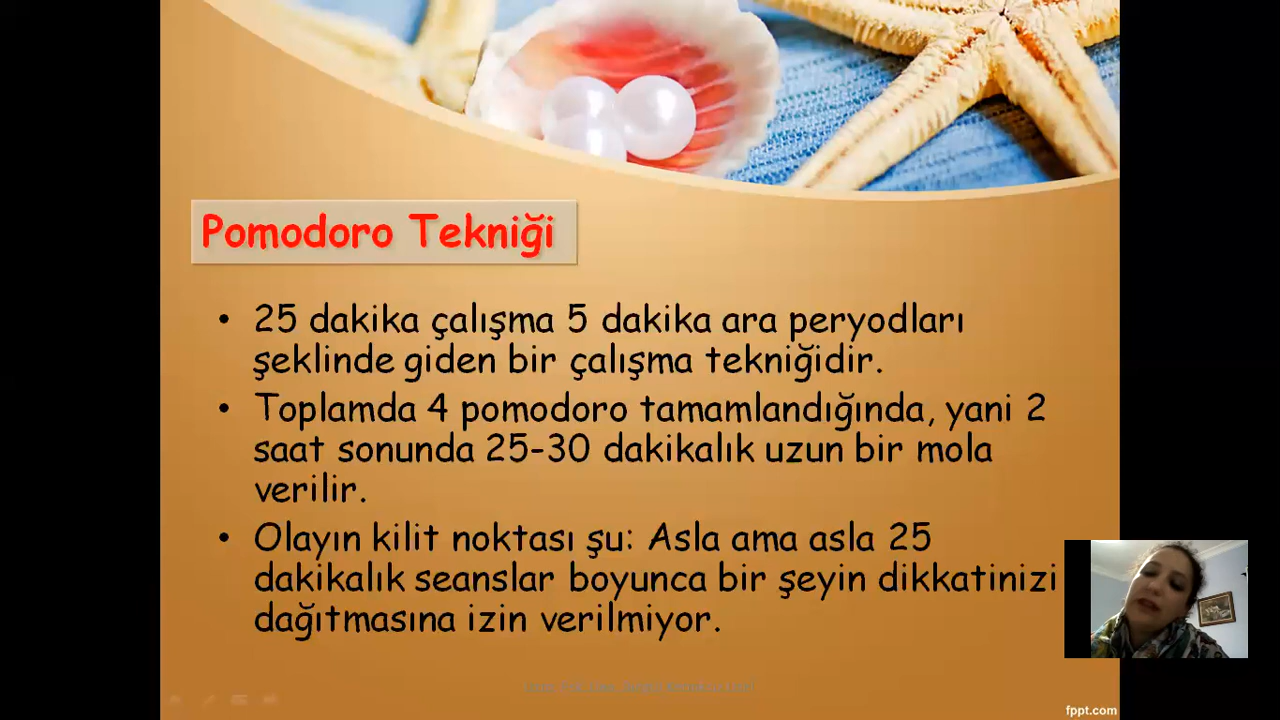 Pomodoro Tekniği
• 25 dakika çalışma 5 dakika ara peryodları
şeklinde giden bir çalışma tekniğidir.
• Toplamda 4 pomodoro tamamlandığında, yani 2
saat sonunda 25-30 dakikalık uzun bir mola
verilir.
• Olayın kilit noktası şu: Asla ama asla 25
dakikalık seanslar boyunca bir şeyin dikkatinizi
dağıtmasına izin verilmiyor.
fppt.com